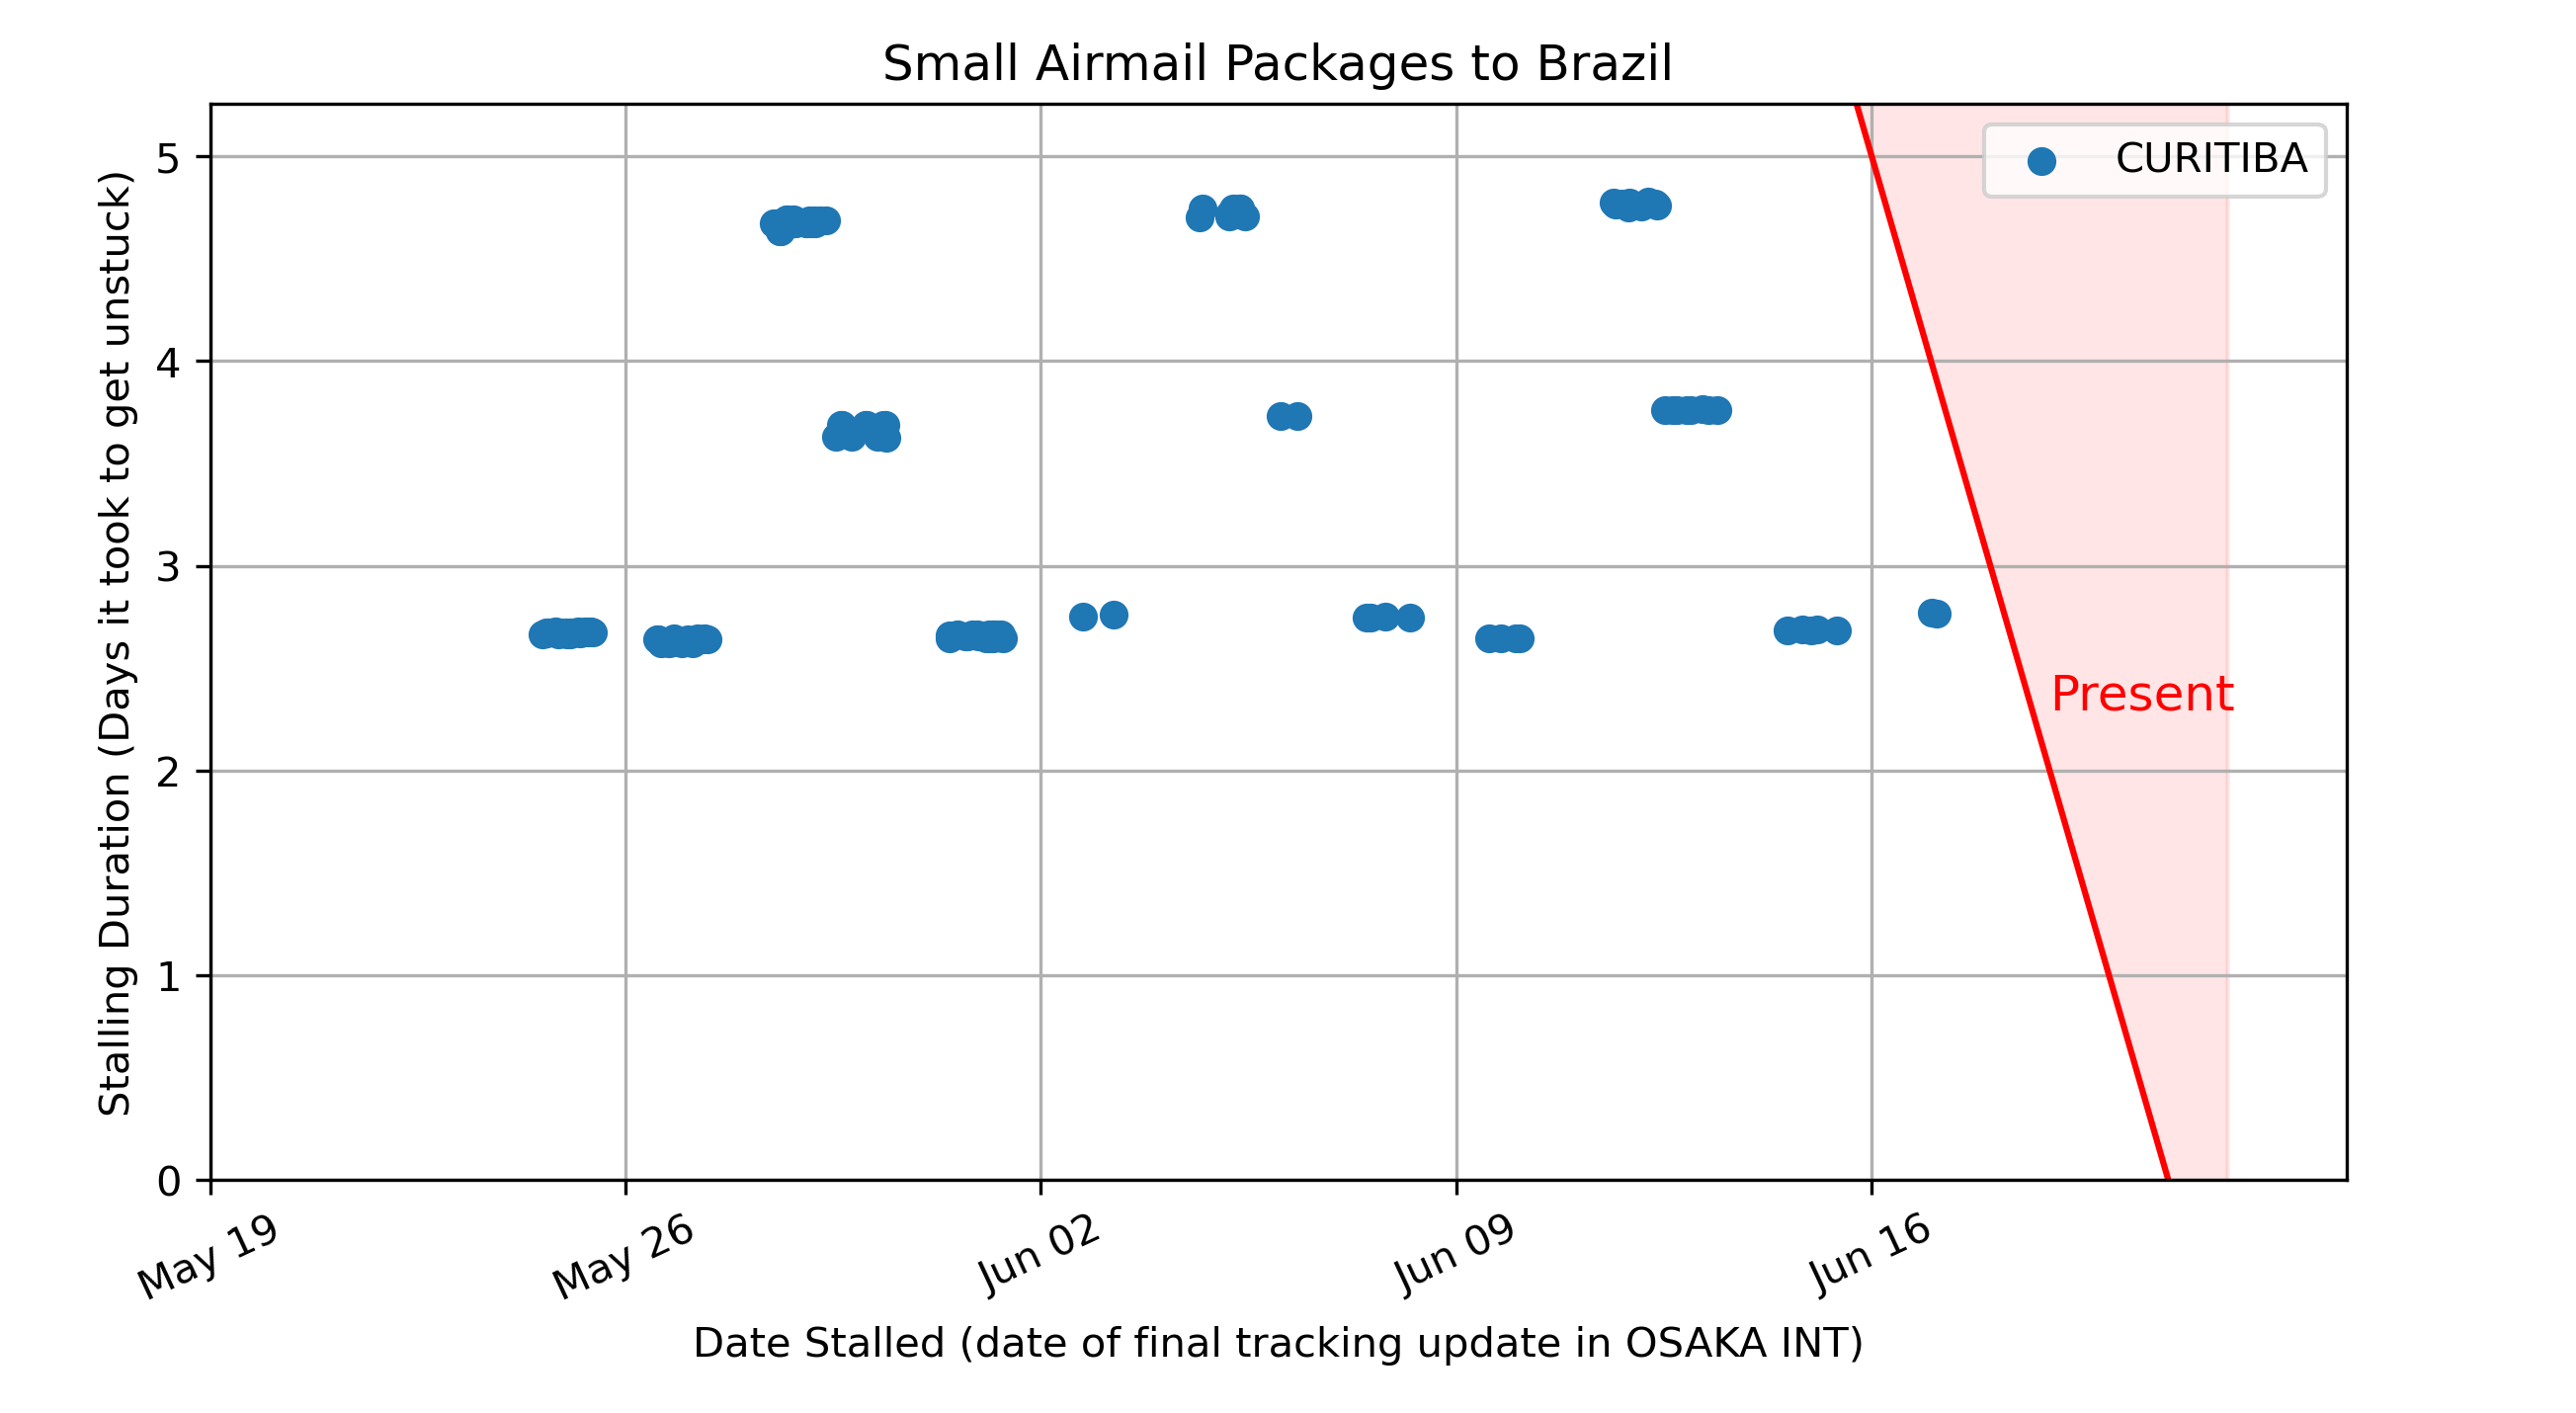 Small Airmail Packages to Brazil
Stalling Duration (Days it took to get unstuck)
5
4
3
2
1
0
CURITIBA
Present
May 19
May 26
Jun 02
Jun 09
Jun 16
Date Stalled (date of final tracking update in OSAKA INT)